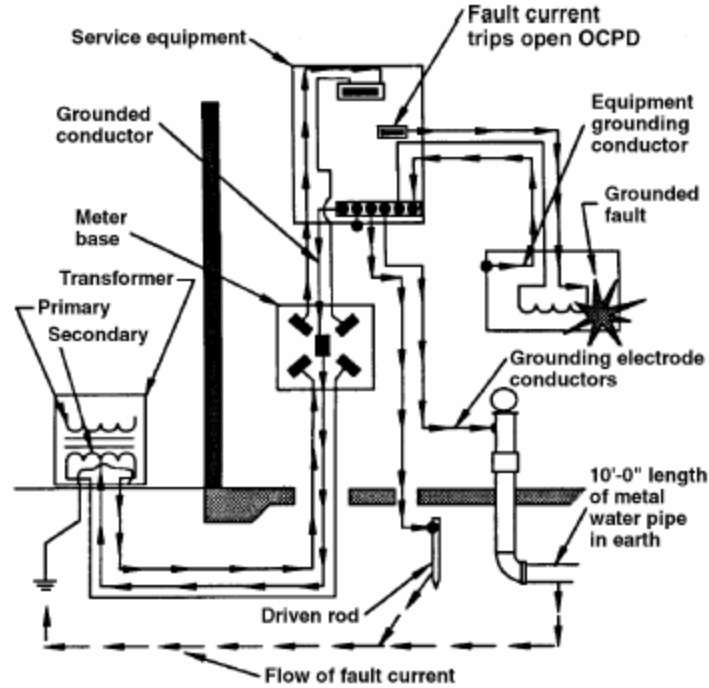 Fault current
trips open OCPD
Service equipment
Grounded
conductor
Equipment
grounding
conductor
Grounded
fault
Meter
base
Transformer
Primary
Secondary
Grounding electrode
conductors
10'-0" length
of metal
water pipe
in earth
Driven rod
Flow of fault current